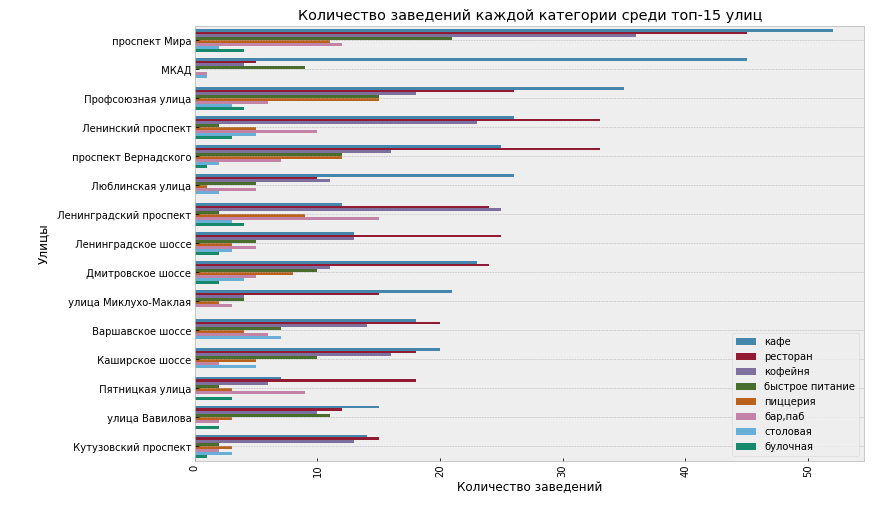 Количество заведений каждой категории среди топ-15 улиц
Улицы
проспект Мира
МКАД
Профсоюзная улица
Ленинский проспект
проспект Вернадского
Люблинская улица
Ленинградский проспект
Ленинградское шоссе
Дмитровское шоссе
улица Миклухо-Маклая
Варшавское шоссе
Каширское шоссе
Пятницкая улица
улица Вавилова
Кутузовский проспект
кафе
ресторан
кофейня
быстрое питание
пиццерия
бар,паб
столовая
булочная
0 10 20 30 40 50
Количество заведений